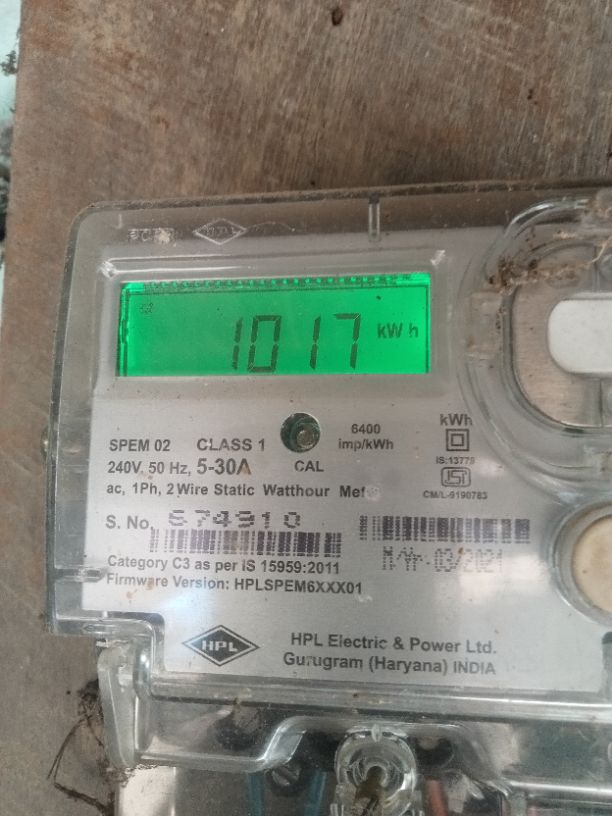 1017 kWh
SPEM 02 CLASS 1 6400 imp/kWh kWh
240V, 50 Hz, 5-30A CAL IS:13779
ac, 1Ph, 2 Wire Static Watthour CM/L-9190783
S. No. 674910
Category C3 as per IS 15959:2011 M/Yr.-03/2021
Firmware Version: HPLSPEM6XXX01
HPL
HPL Electric & Power Ltd.
Gurugram (Haryana) INDIA